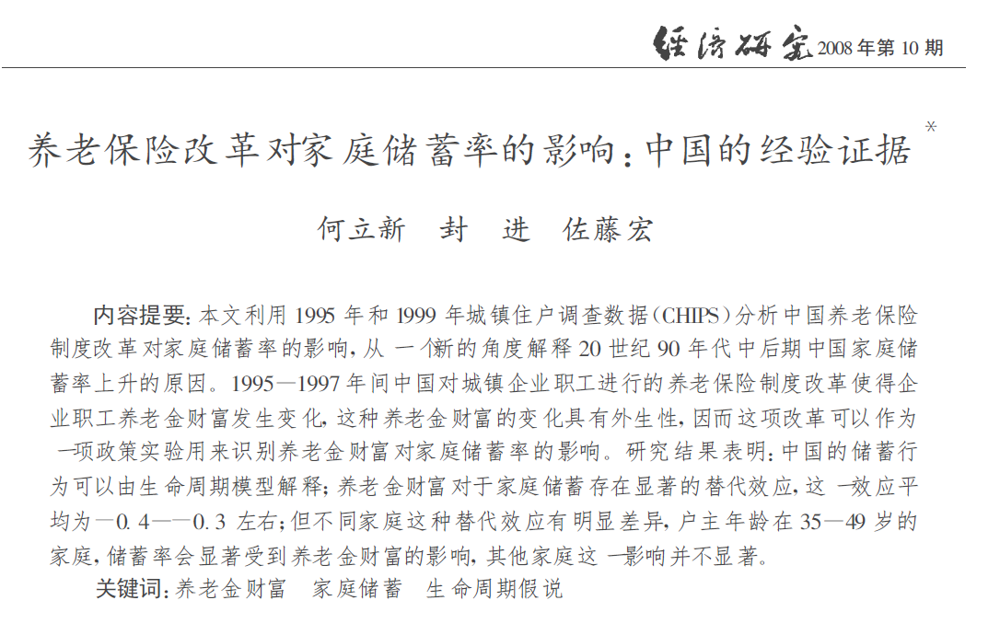 經濟研究2008年第10期
养老保险改革对家庭储蓄率的影响：中国的经验证据*
何立新 封 进 佐藤宏
内容提要：本文利用1995年和1999年城镇住户调查数据（CHIPS）分析中国养老保险
制度改革对家庭储蓄率的影响，从一个新的角度解释20世纪90年代中后期中国家庭储
蓄率上升的原因。1995—1997年间中国对城镇企业职工进行的养老保险制度改革使得企
业职工养老金财富发生变化，这种养老金财富的变化具有外生性，因而这项改革可以作为
一项政策实验用来识别养老金财富对家庭储蓄率的影响。研究结果表明：中国的储蓄行
为可以由生命周期模型解释；养老金财富对于家庭储蓄存在显著的替代效应，这一效应平
均为—0.4——0.3左右；但不同家庭这种替代效应有明显差异，户主年龄在35—49岁的
家庭，储蓄率会显著受到养老金财富的影响，其他家庭这一影响并不显著。
关键词：养老金财富 家庭储蓄 生命周期假说